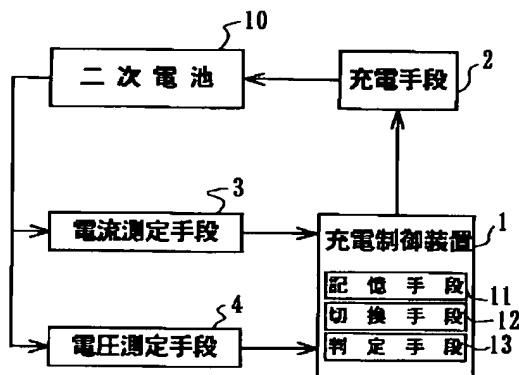 10
二次電池
2
充電手段
3
電流測定手段
1
充電制御装置
記憶手段
11
切換手段
12
判定手段
13
4
電圧測定手段